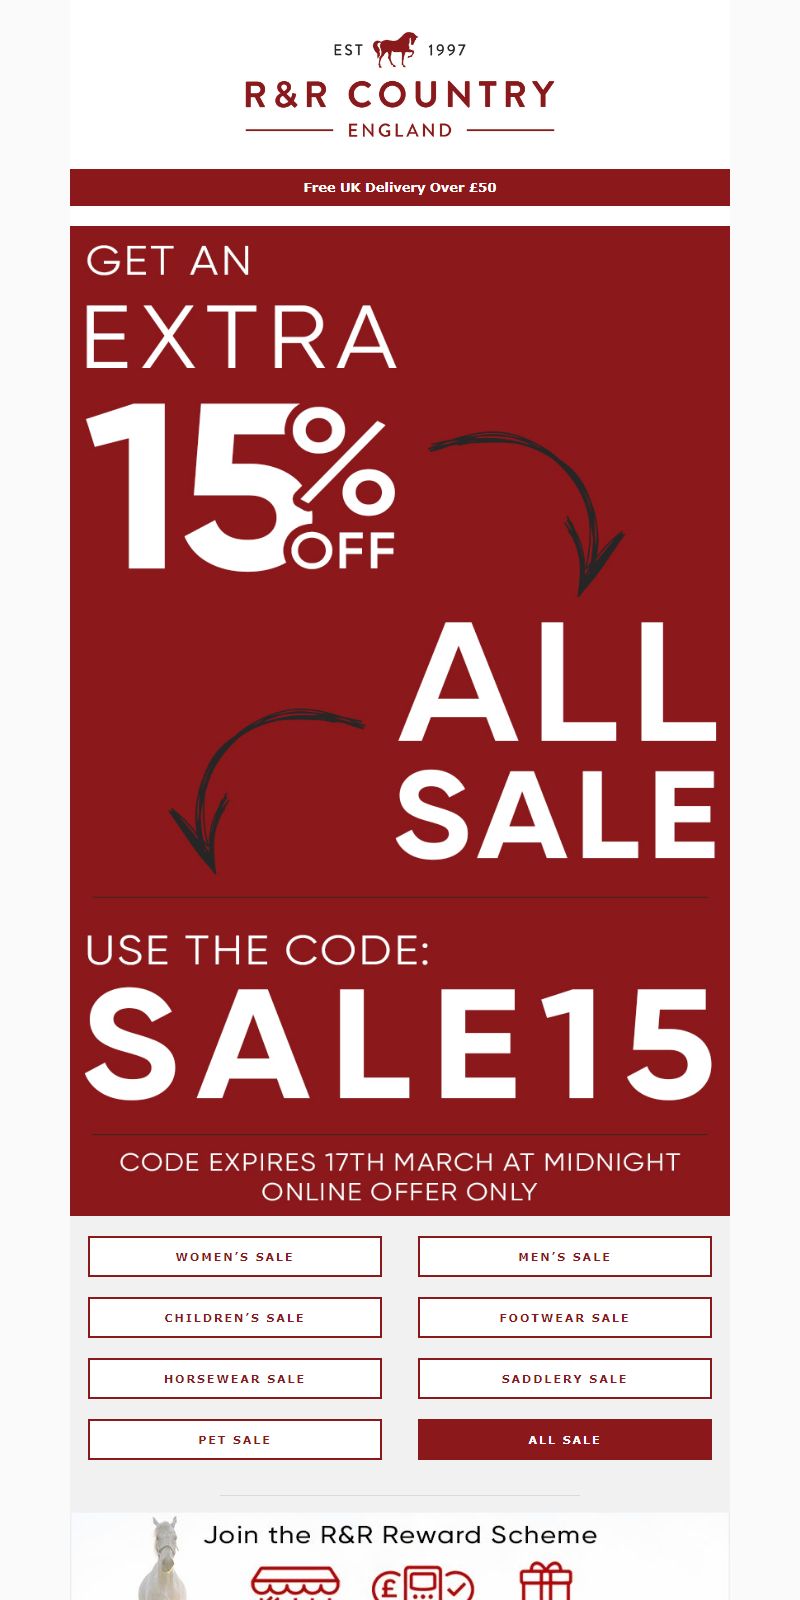 EST 1997
R&R COUNTRY
ENGLAND
Free UK Delivery Over £50
GET AN
EXTRA
15%
OFF
ALL
SALE
USE THE CODE:
SALE15
CODE EXPIRES 17TH MARCH AT MIDNIGHT
ONLINE OFFER ONLY
WOMEN’S SALE
MEN’S SALE
CHILDREN’S SALE
FOOTWEAR SALE
HORSEWEAR SALE
SADDLERY SALE
PET SALE
ALL SALE
Join the R&R Reward Scheme
£